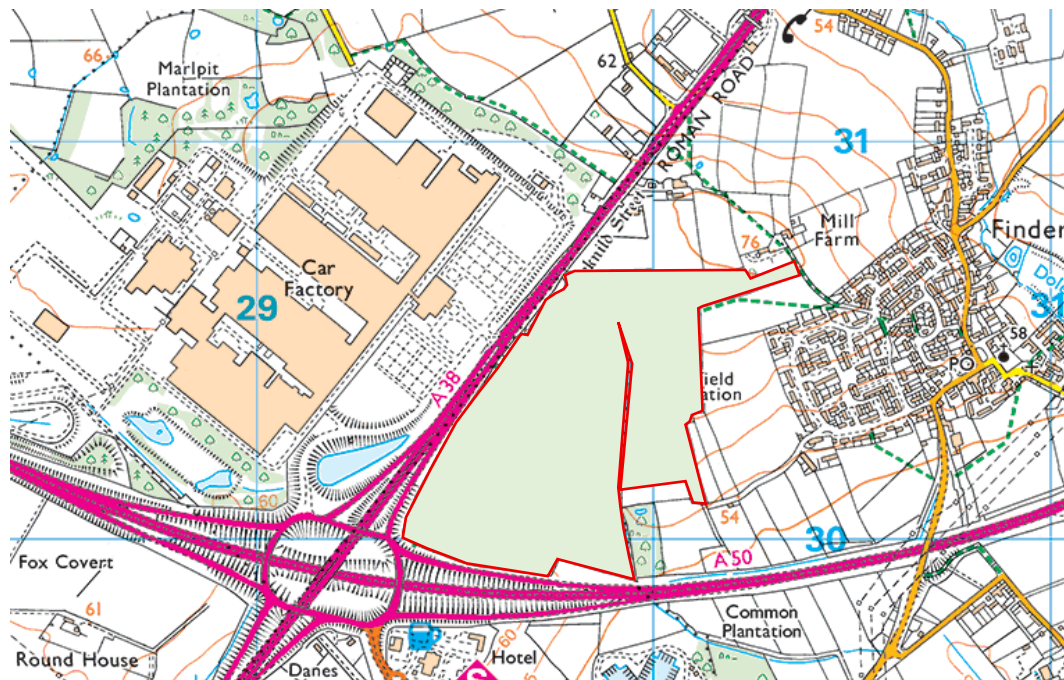 66
Marlpit
Plantation
62
54
ROMAN ROAD
31
Mill
Farm
76
Finder
Car
Factory
29
31
58
PO
A 38
ield
ation
60
54
30
A 50
Fox Covert
61
Round House
Danes
Hotel
60
Common
Plantation
S